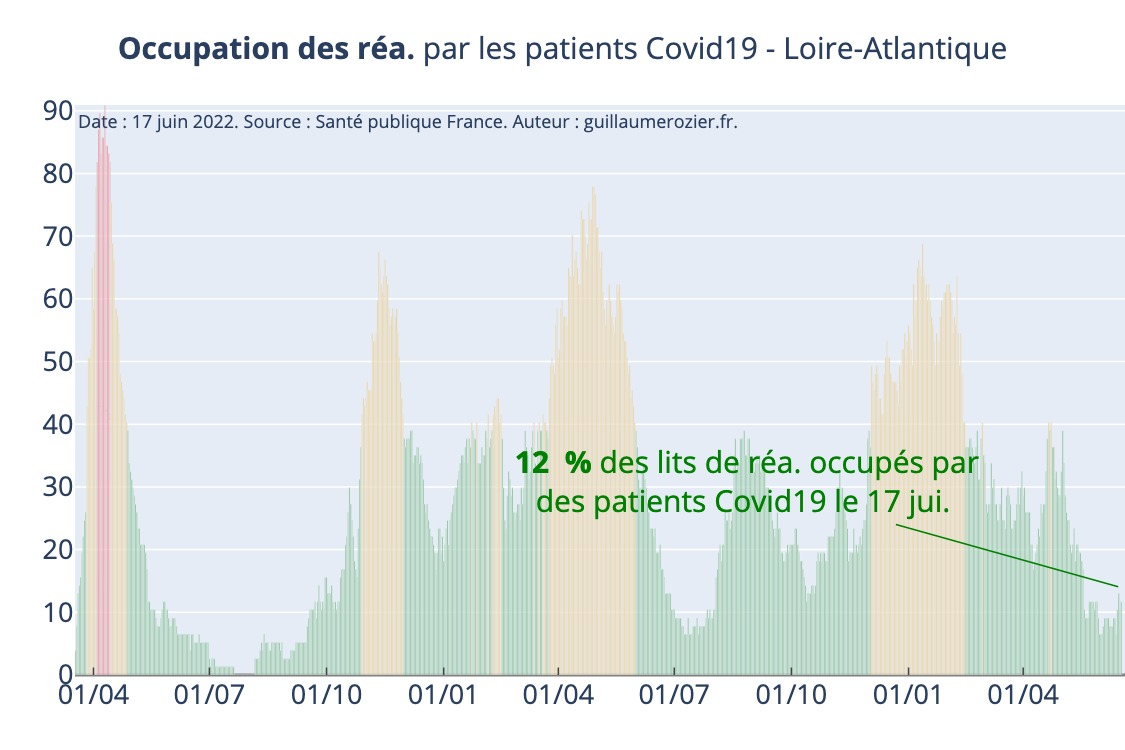 Occupation des réa. par les patients Covid19 - Loire-Atlantique
90
Date : 17 juin 2022. Source : Santé publique France. Auteur : guillaumerozier.fr.
80
70
60
50
40
12 % des lits de réa. occupés par
des patients Covid19 le 17 jui.
30
20
10
0
01/04 01/07 01/10 01/01 01/04 01/07 01/10 01/01 01/04